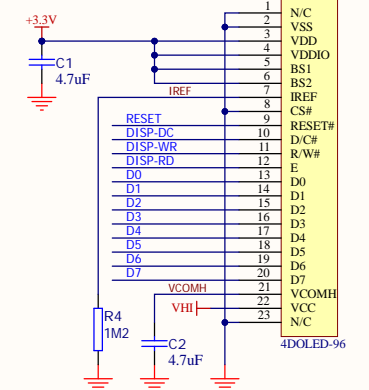 1 N/C
2 VSS
+3.3V
3 VDD
4 VDDIO
C1
5 BS1
4.7uF
6 BS2
IREF 7 IREF
8 CS#
RESET 9 RESET#
DISP-DC 10 D/C#
DISP-WR 11 R/W#
DISP-RD 12 E
D0 13 D0
D1 14 D1
D2 15 D2
D3 16 D3
D4 17 D4
D5 18 D5
D6 19 D6
D7 20 D7
VCOMH 21 VCOMH
VHI 22 VCC
R4
23 N/C
1M2
C2
4DOLED-96
4.7uF